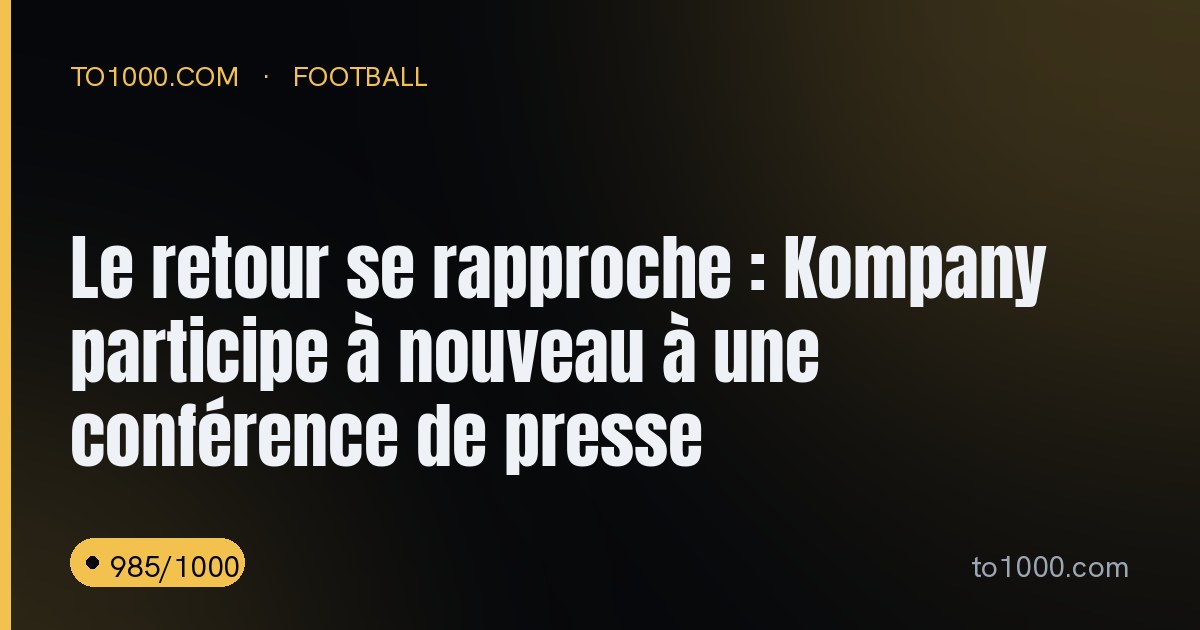 TO1000.COM · FOOTBALL
Le retour se rapproche : Kompany
participe à nouveau à une
conférence de presse
985/1000
to1000.com